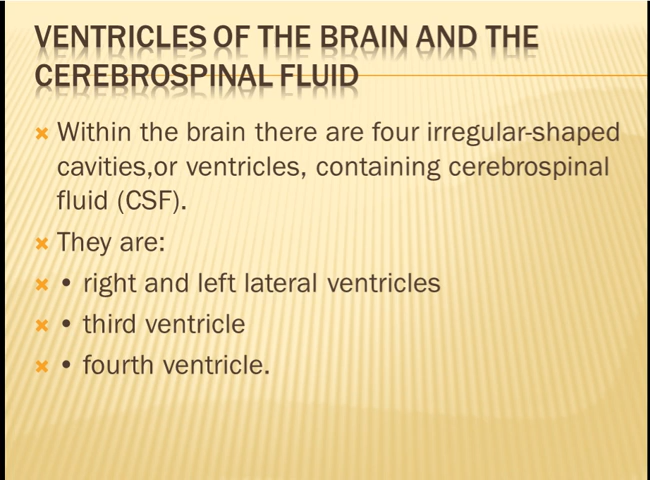 VENTRICLES OF THE BRAIN AND THE
CEREBROSPINAL FLUID
Within the brain there are four irregular-shaped
cavities,or ventricles, containing cerebrospinal
fluid (CSF).
They are:
• right and left lateral ventricles
• third ventricle
• fourth ventricle.